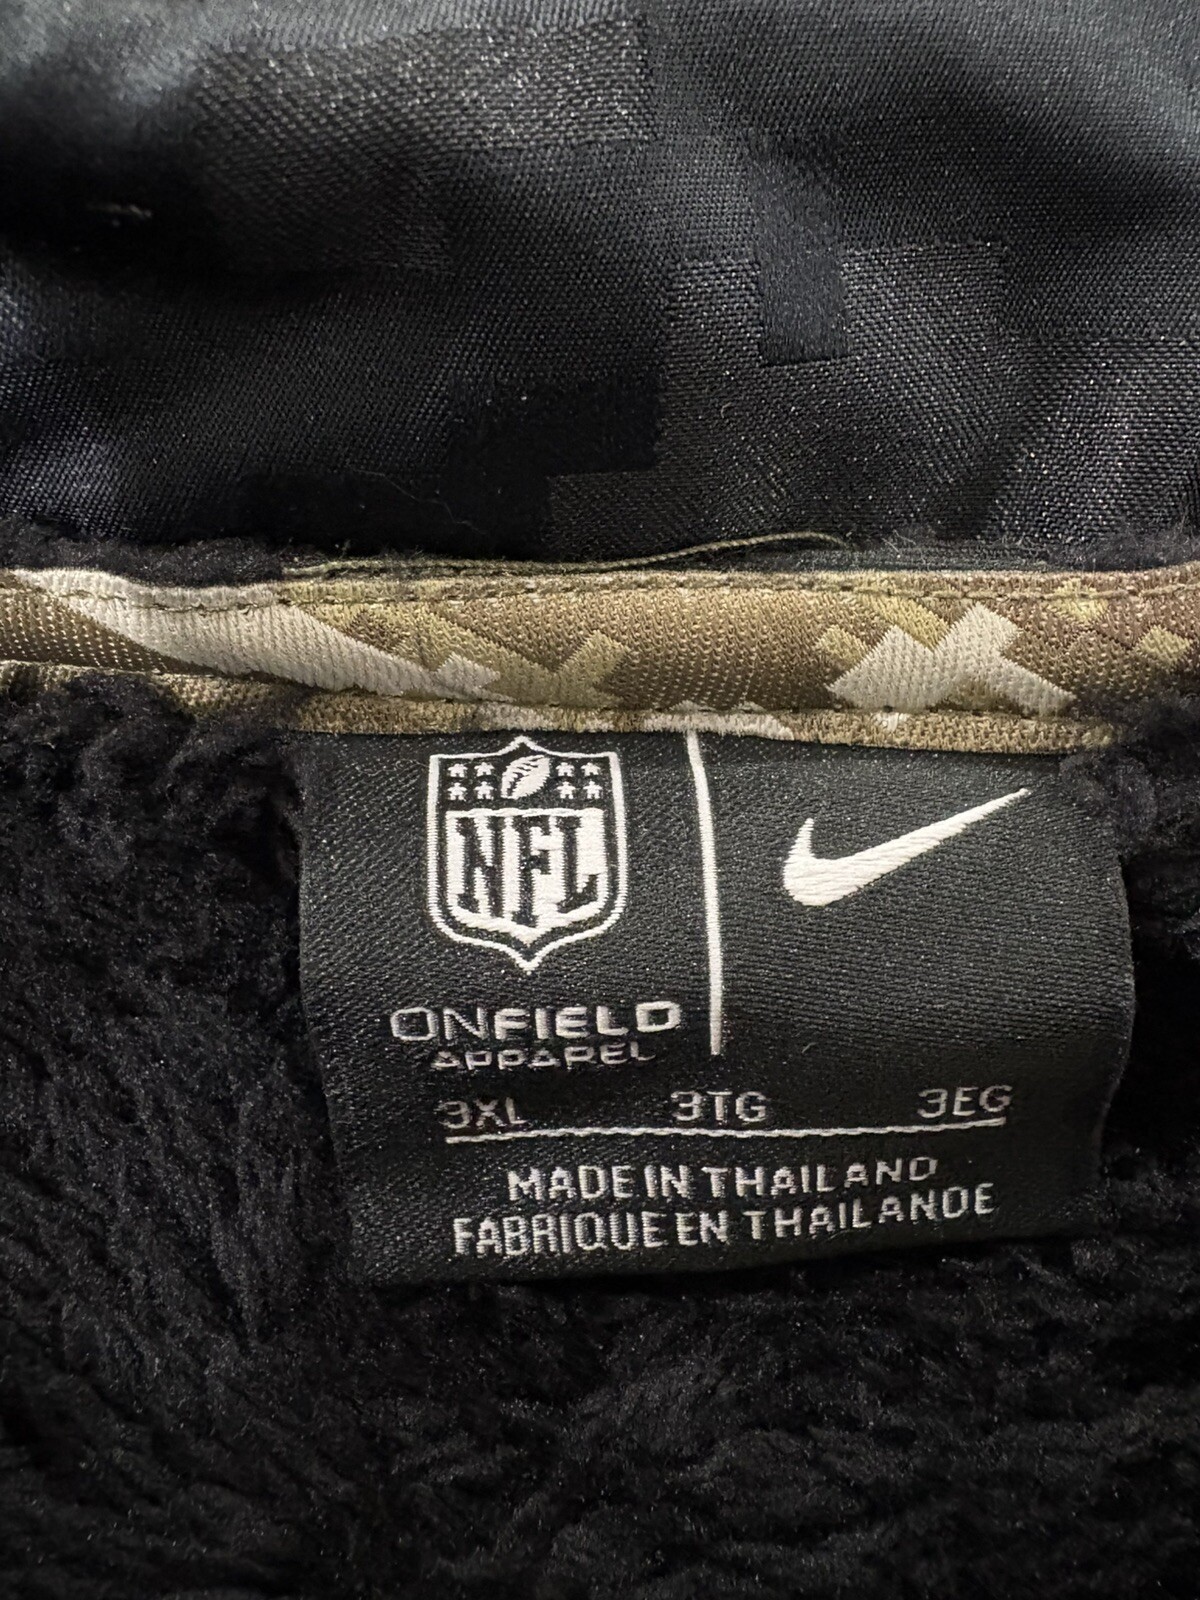 NFL
ONFIELD
APPAREL
3XL 3TG 3EG
MADE IN THAILAND
FABRIQUE EN THAILANDE